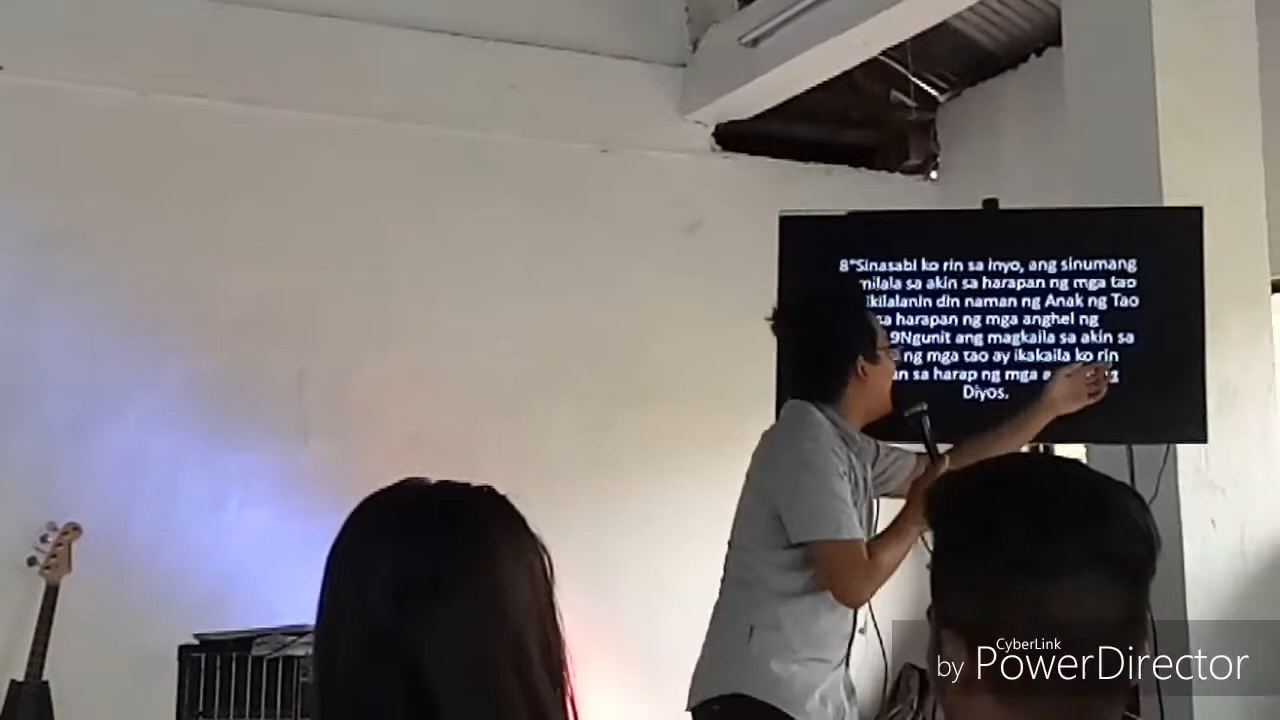 8"Sinasabi ko rin sa inyo, ang sinumang
sa akin sa harapan ng mga tao
din naman ng Anak ng Tao
sa harapan ng mga anghel ng
9Ngunit ang magkaila sa akin sa
ng mga tao ay ikakaila ko rin
sa harap ng mga
Diyos.
CyberLink
by PowerDirector